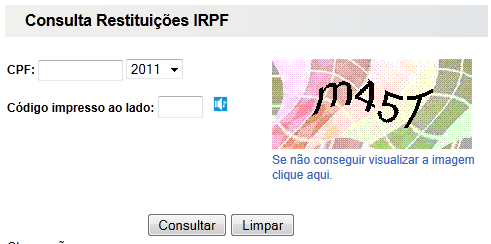 Consulta Restituições IRPF
CPF: 2011
Código impresso ao lado:
m45T
Se não conseguir visualizar a imagem
clique aqui.
Consultar Limpar